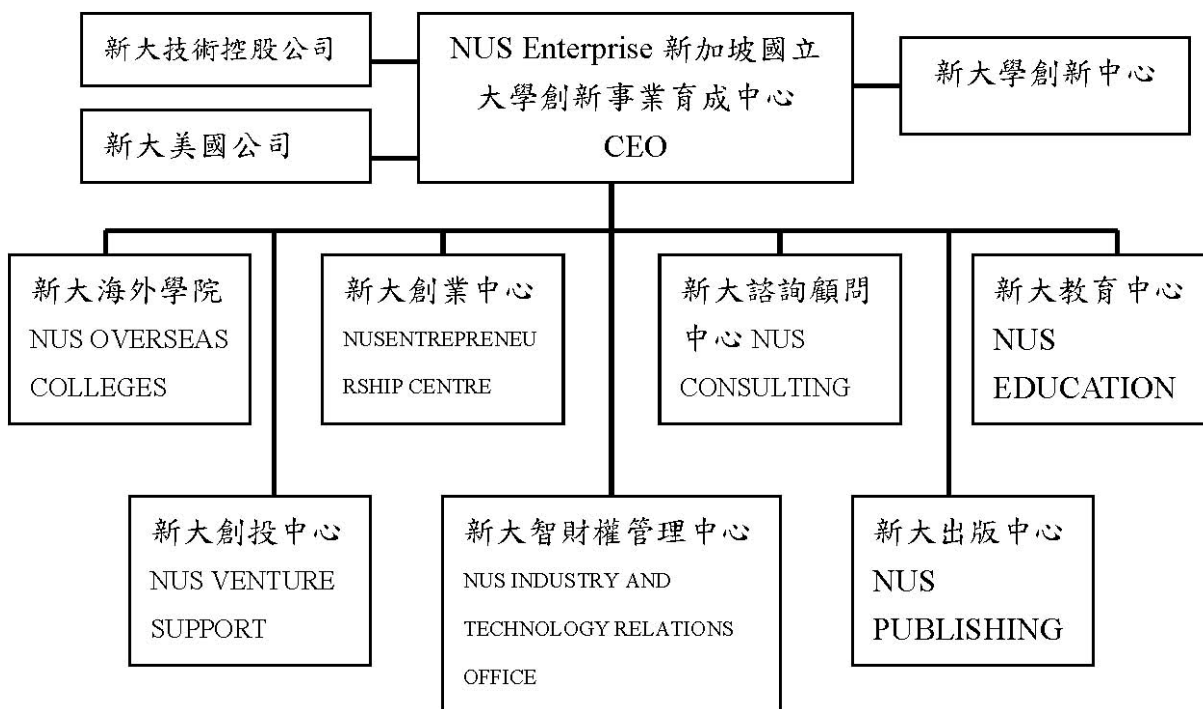 新大技術控股公司
NUS Enterprise 新加坡國立
大學創新事業育成中心
CEO
新大學創新中心
新大美國公司
新大海外學院
NUS OVERSEAS
COLLEGES
新大創業中心
NUSENTREPRENEU
RSHIP CENTRE
新大諮詢顧問
中心 NUS
CONSULTING
新大教育中心
NUS
EDUCATION
新大創投中心
NUS VENTURE
SUPPORT
新大智財權管理中心
NUS INDUSTRY AND
TECHNOLOGY RELATIONS
OFFICE
新大出版中心
NUS
PUBLISHING